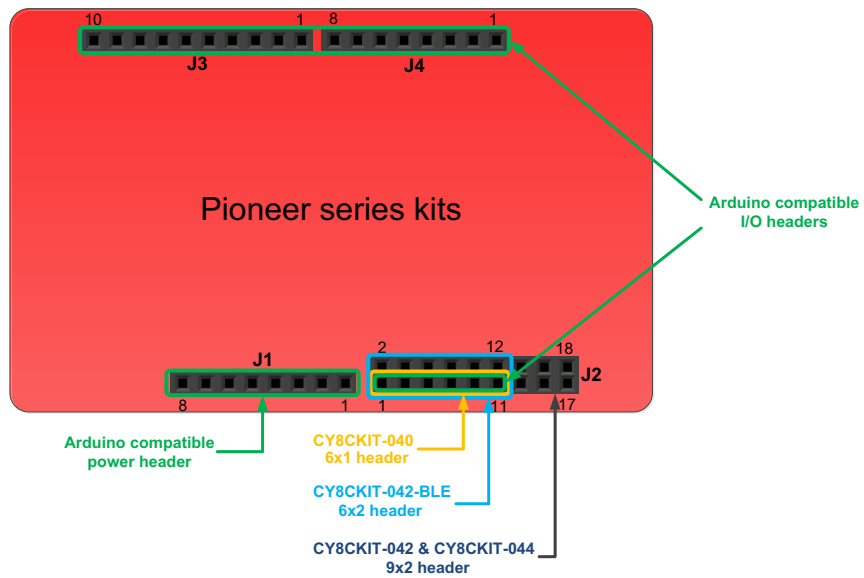 10 1 8 1
J3 J4
Pioneer series kits
Arduino compatible
I/O headers
2 12 18
J1
J2
8 1 1 11 17
Arduino compatible
power header
CY8CKIT-040
6x1 header
CY8CKIT-042-BLE
6x2 header
CY8CKIT-042 & CY8CKIT-044
9x2 header